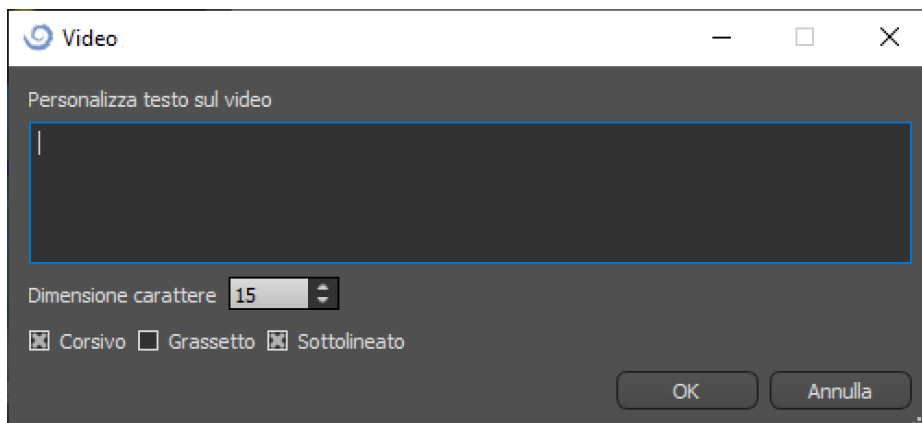 Video
Personalizza testo sul video
Dimensione carattere 15
Corsivo Grassetto Sottolineato
OK Annulla